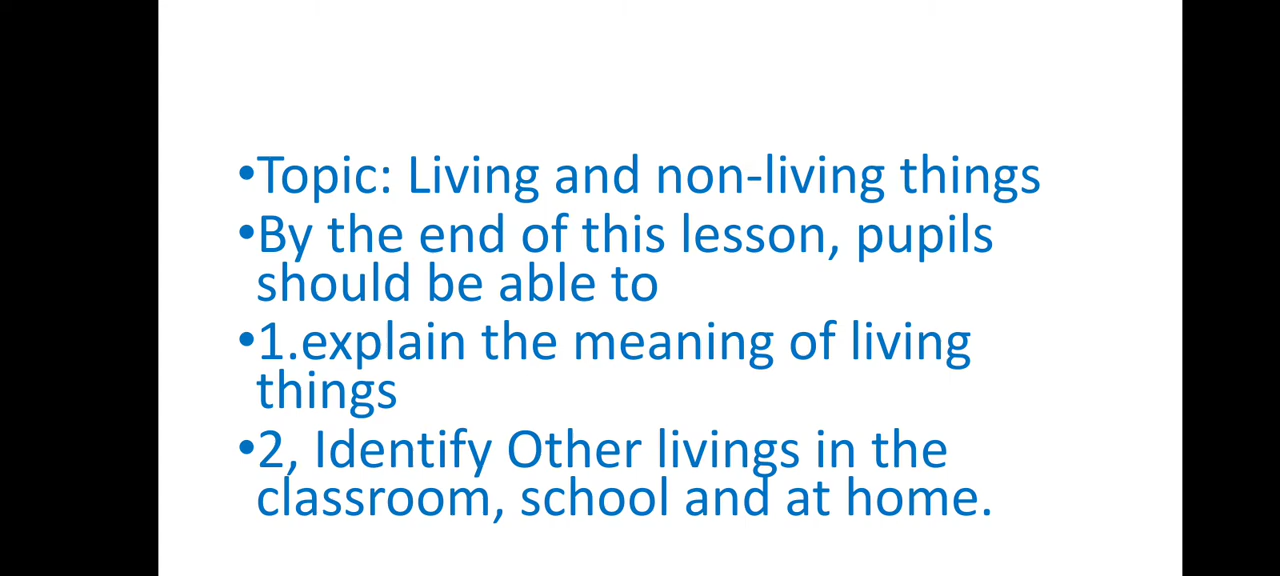 •Topic: Living and non-living things
•By the end of this lesson, pupils
should be able to
•1.explain the meaning of living
things
•2, Identify Other livings in the
classroom, school and at home.